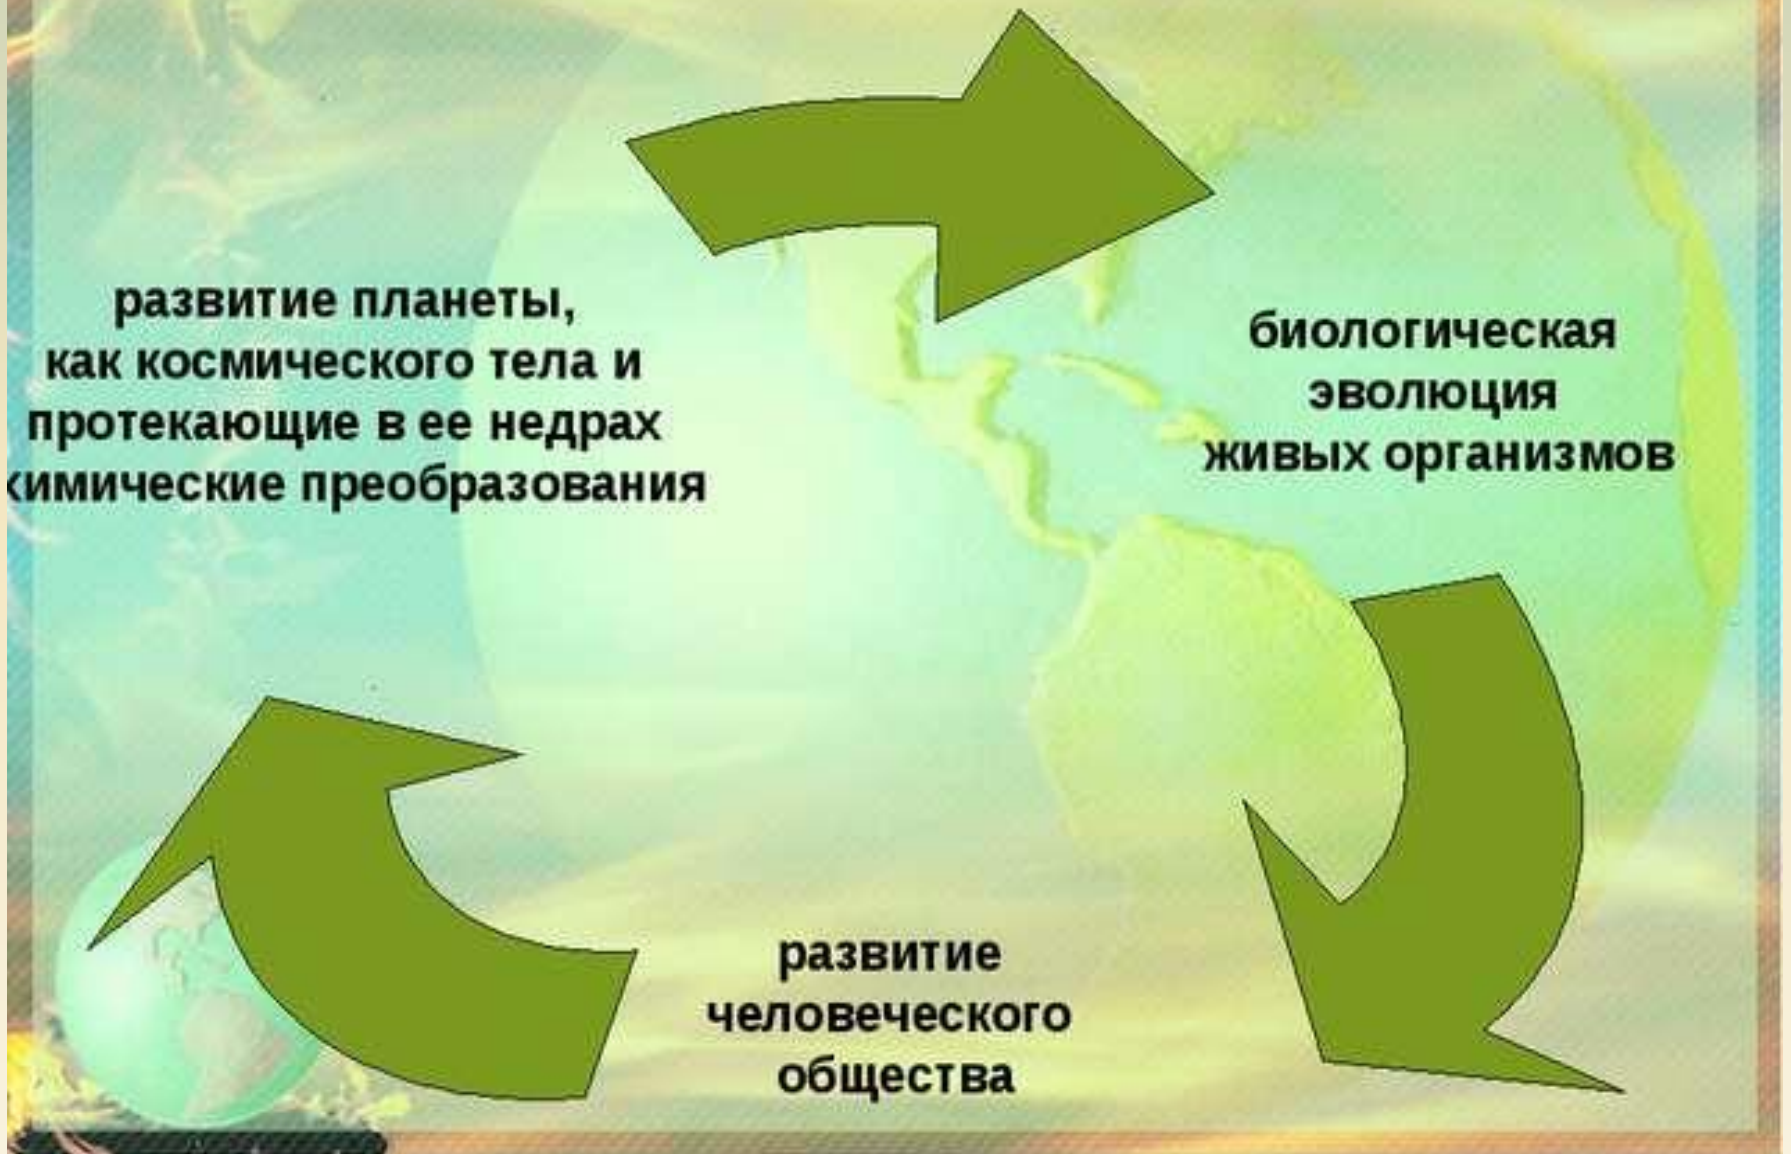 развитие планеты,
как космического тела и
протекающие в ее недрах
химические преобразования
биологическая
эволюция
живых организмов
развитие
человеческого
общества